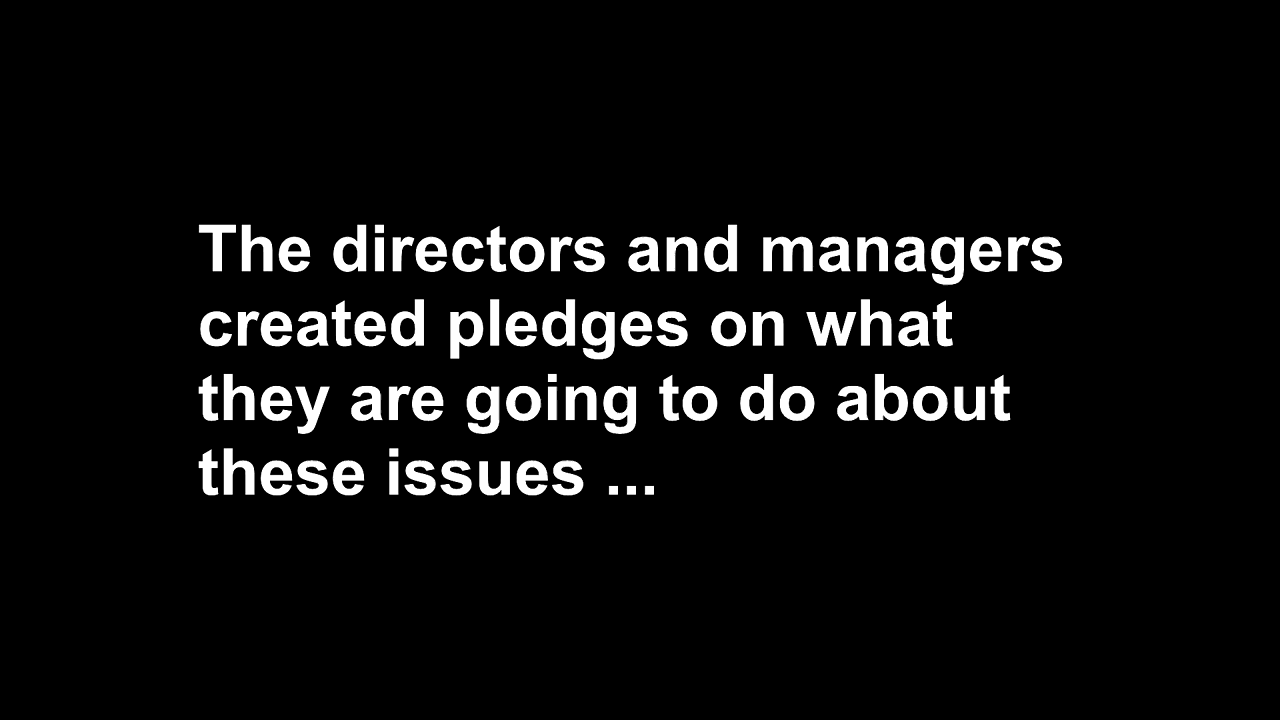 The directors and managers
created pledges on what
they are going to do about
these issues ...